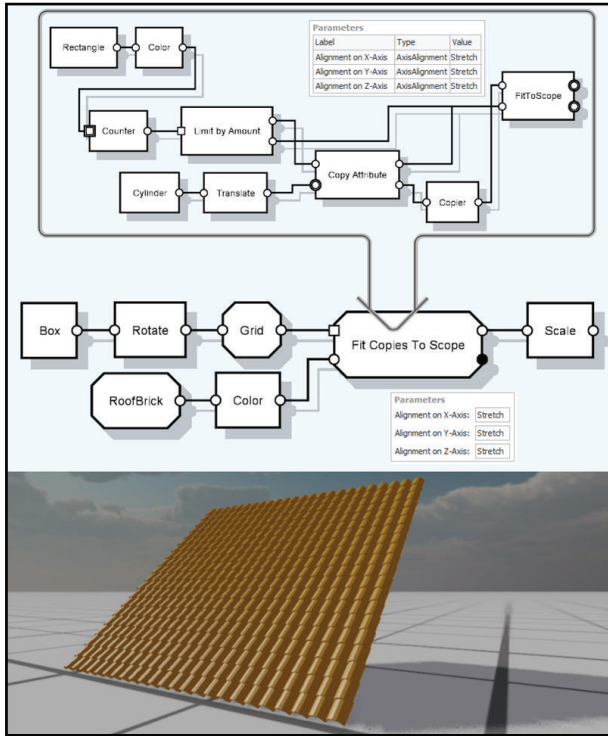 Parameters
Label Type Value
Alignment on X-Axis AxisAlignment Stretch
Alignment on Y-Axis AxisAlignment Stretch
Alignment on Z-Axis AxisAlignment Stretch
Rectangle
Color
FitToScope
Counter
Limit by Amount
Copy Attribute
Cylinder
Translate
Copier
Box
Rotate
Grid
Fit Copies To Scope
Scale
RoofBrick
Color
Parameters
Alignment on X-Axis: Stretch
Alignment on Y-Axis: Stretch
Alignment on Z-Axis: Stretch